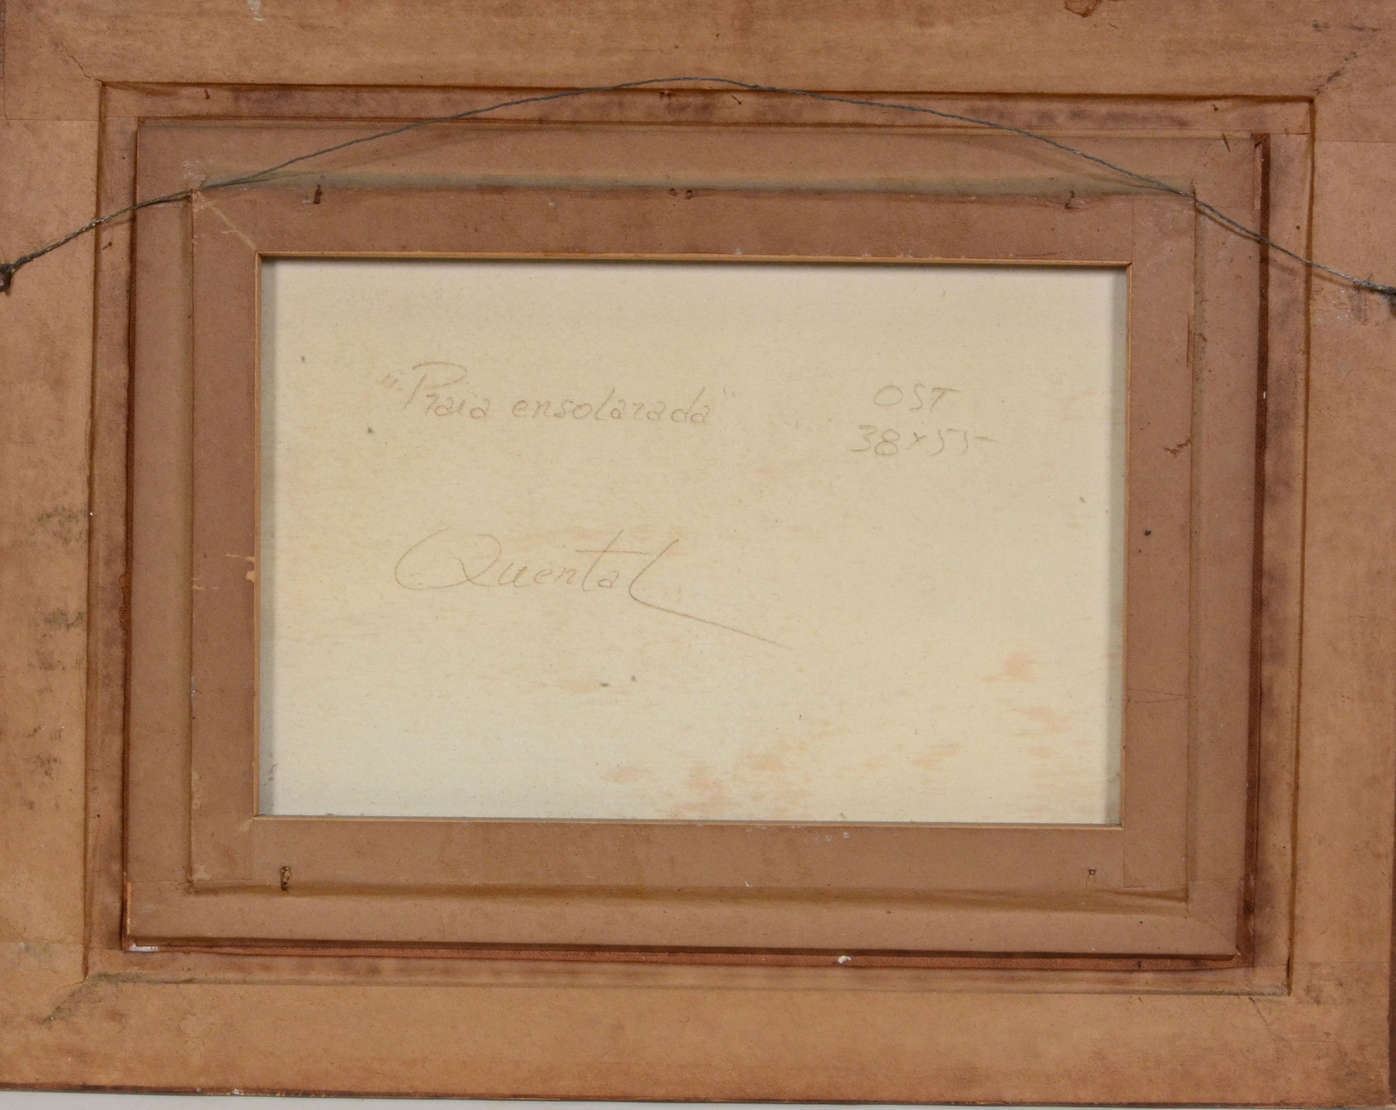 "Praia ensolarada"
OST
38x55
Quental